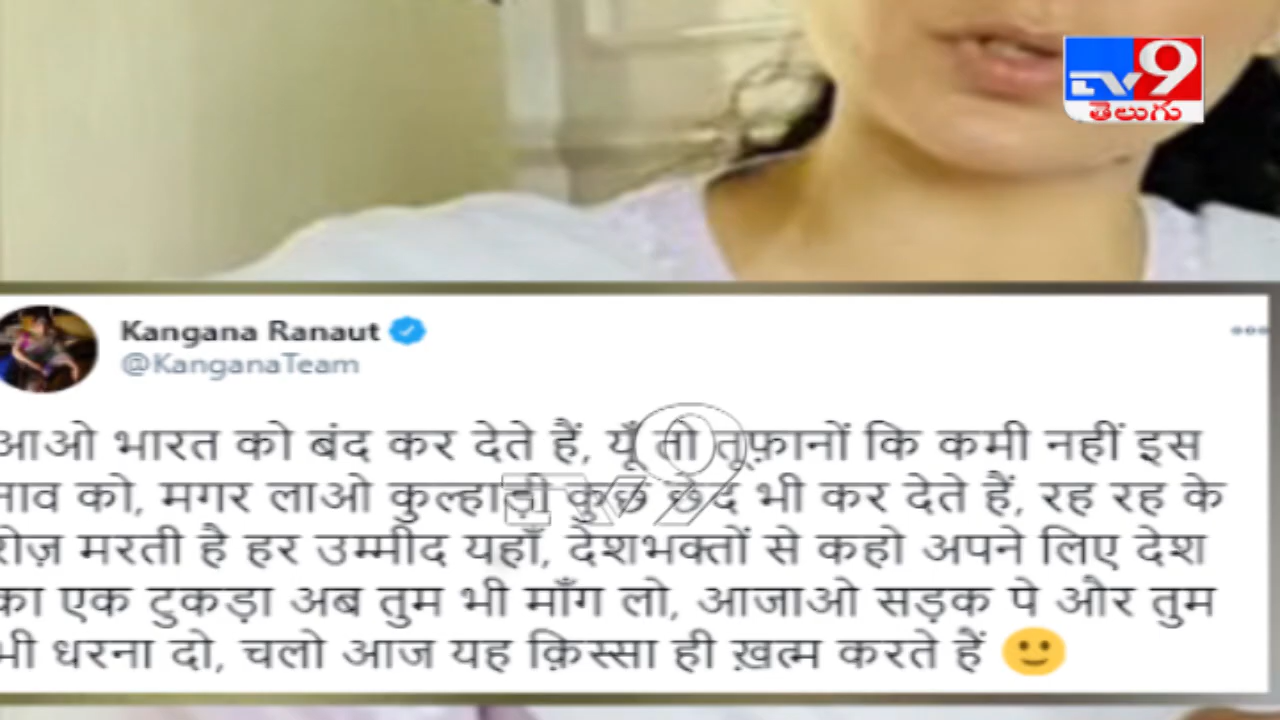 TV9
తెలుగు
Kangana Ranaut
@KanganaTeam
आओ भारत को बंद कर देते हैं, यूँ तो तूफ़ानों कि कमी नहीं इस
नाव को, मगर लाओ कुल्हाड़ी कुछ छेद भी कर देते हैं, रह रह के
रोज़ मरती है हर उम्मीद यहाँ, देशभक्तों से कहो अपने लिए देश
का एक टुकड़ा अब तुम भी माँग लो, आजाओ सड़क पे और तुम
भी धरना दो, चलो आज यह क़िस्सा ही ख़त्म करते हैं 🙂
TV9